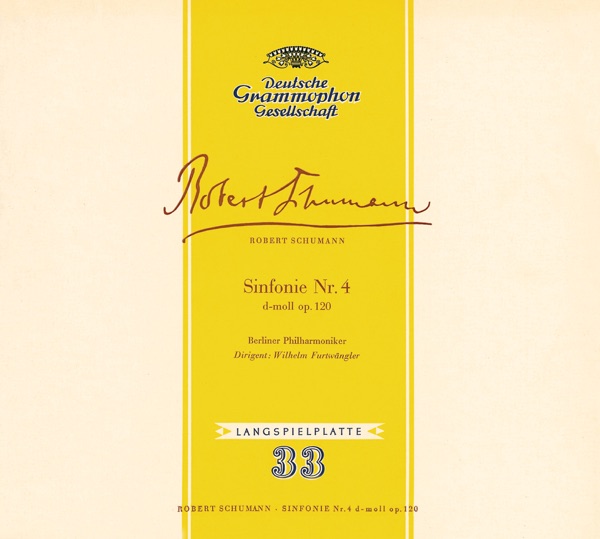 Deutsche
Grammophon
Gesellschaft
Robert Schumann
ROBERT SCHUMANN
Sinfonie Nr. 4
d-moll op. 120
Berliner Philharmoniker
Dirigent: Wilhelm Furtwängler
LANGSPIELPLATTE
33
ROBERT SCHUMANN · SINFONIE Nr. 4 d-moll op. 120